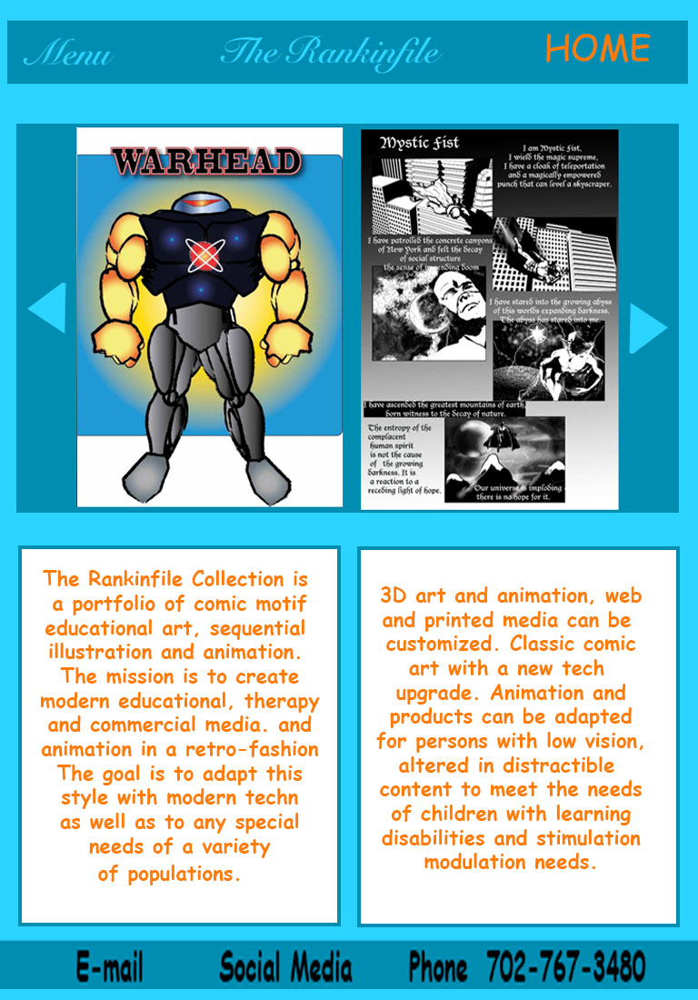 Menu
The Rankinfile
HOME
WARHEAD
Mystic Fist
I am Mystic Fist,
I wield the magic supreme,
I have a cloak of teleportation
and a magically empowered
punch that can level a skyscraper.
I have patrolled the concrete canyons
of New York and felt the decay
of social structure
the sense of impending doom
I have stared into the growing abyss
of this worlds expanding darkness.
The abyss has stared into me.
I have ascended the greatest mountains of earth,
born witness to the decay of nature.
The entropy of the
complacent
human spirit
is not the cause
of the growing
darkness. It is
a reaction to a
receding light of hope.
Our universe is imploding
there is no hope for it.
The Rankinfile Collection is
a portfolio of comic motif
educational art, sequential
illustration and animation.
The mission is to create
modern educational, therapy
and commercial media. and
animation in a retro-fashion
The goal is to adapt this
style with modern techn
as well as to any special
needs of a variety
of populations.
3D art and animation, web
and printed media can be
customized. Classic comic
art with a new tech
upgrade. Animation and
products can be adapted
for persons with low vision,
altered in distractible
content to meet the needs
of children with learning
disabilities and stimulation
modulation needs.
E-mail
Social Media
Phone 702-767-3480